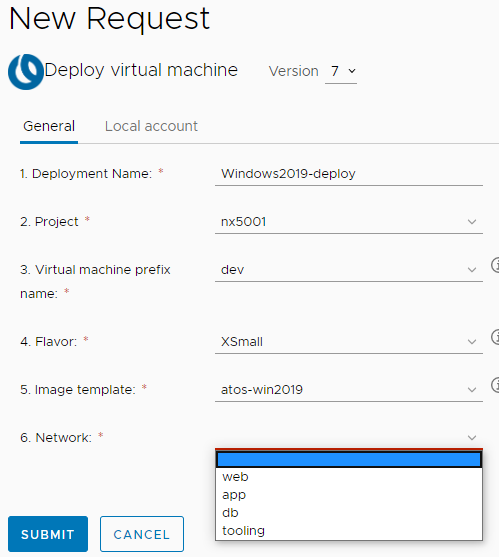 New Request
Deploy virtual machine Version 7
General Local account
1. Deployment Name: * Windows2019-deploy
2. Project * nx5001
3. Virtual machine prefix name: * dev
4. Flavor: * XSmall
5. Image template: * atos-win2019
6. Network: *
web
app
db
tooling
SUBMIT CANCEL